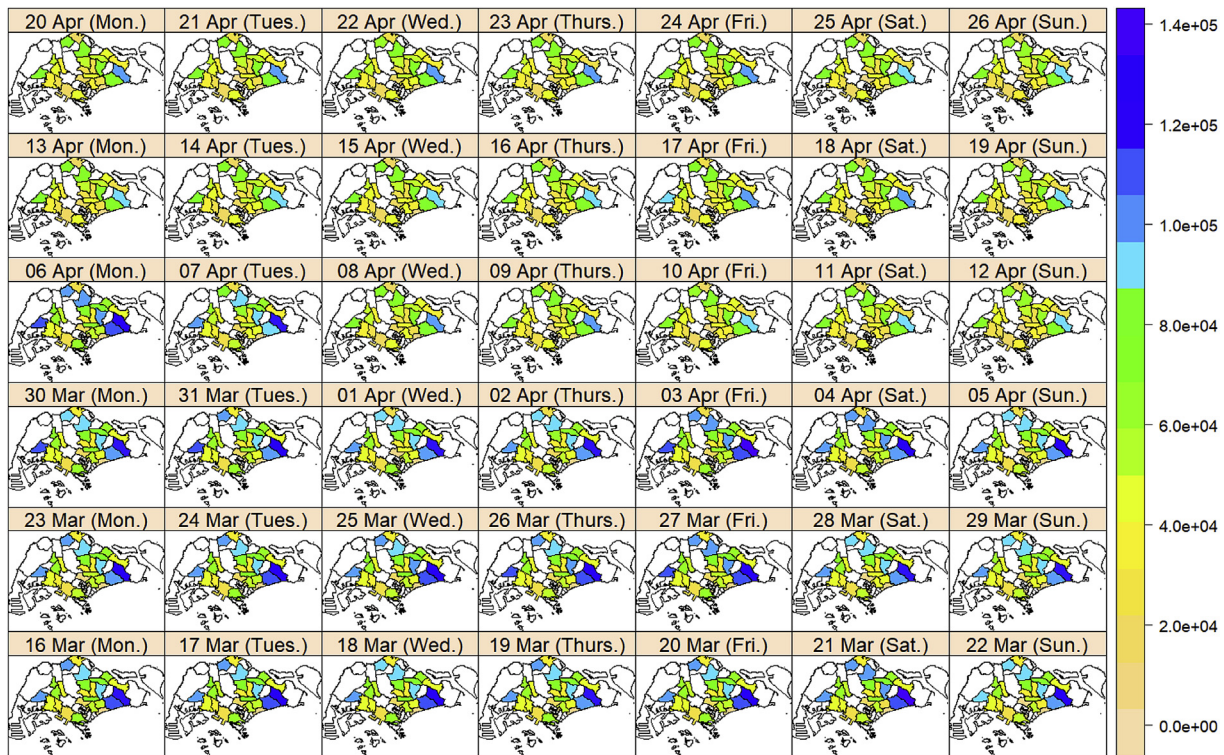 20 Apr (Mon.) 21 Apr (Tues.) 22 Apr (Wed.) 23 Apr (Thurs.) 24 Apr (Fri.) 25 Apr (Sat.) 26 Apr (Sun.)
13 Apr (Mon.) 14 Apr (Tues.) 15 Apr (Wed.) 16 Apr (Thurs.) 17 Apr (Fri.) 18 Apr (Sat.) 19 Apr (Sun.)
06 Apr (Mon.) 07 Apr (Tues.) 08 Apr (Wed.) 09 Apr (Thurs.) 10 Apr (Fri.) 11 Apr (Sat.) 12 Apr (Sun.)
30 Mar (Mon.) 31 Mar (Tues.) 01 Apr (Wed.) 02 Apr (Thurs.) 03 Apr (Fri.) 04 Apr (Sat.) 05 Apr (Sun.)
23 Mar (Mon.) 24 Mar (Tues.) 25 Mar (Wed.) 26 Mar (Thurs.) 27 Mar (Fri.) 28 Mar (Sat.) 29 Mar (Sun.)
16 Mar (Mon.) 17 Mar (Tues.) 18 Mar (Wed.) 19 Mar (Thurs.) 20 Mar (Fri.) 21 Mar (Sat.) 22 Mar (Sun.)
1.4e+05
1.2e+05
1.0e+05
8.0e+04
6.0e+04
4.0e+04
2.0e+04
0.0e+00